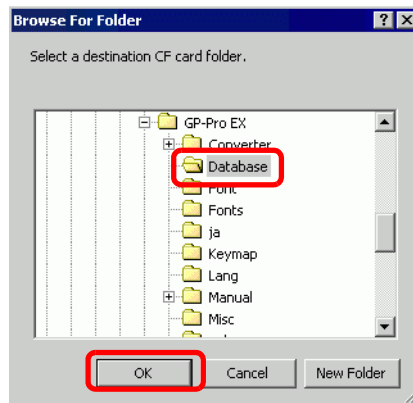 Browse For Folder
Select a destination CF card folder.
GP-Pro EX
Converter
Database
Font
Fonts
ja
Keymap
Lang
Manual
Misc
OK Cancel New Folder